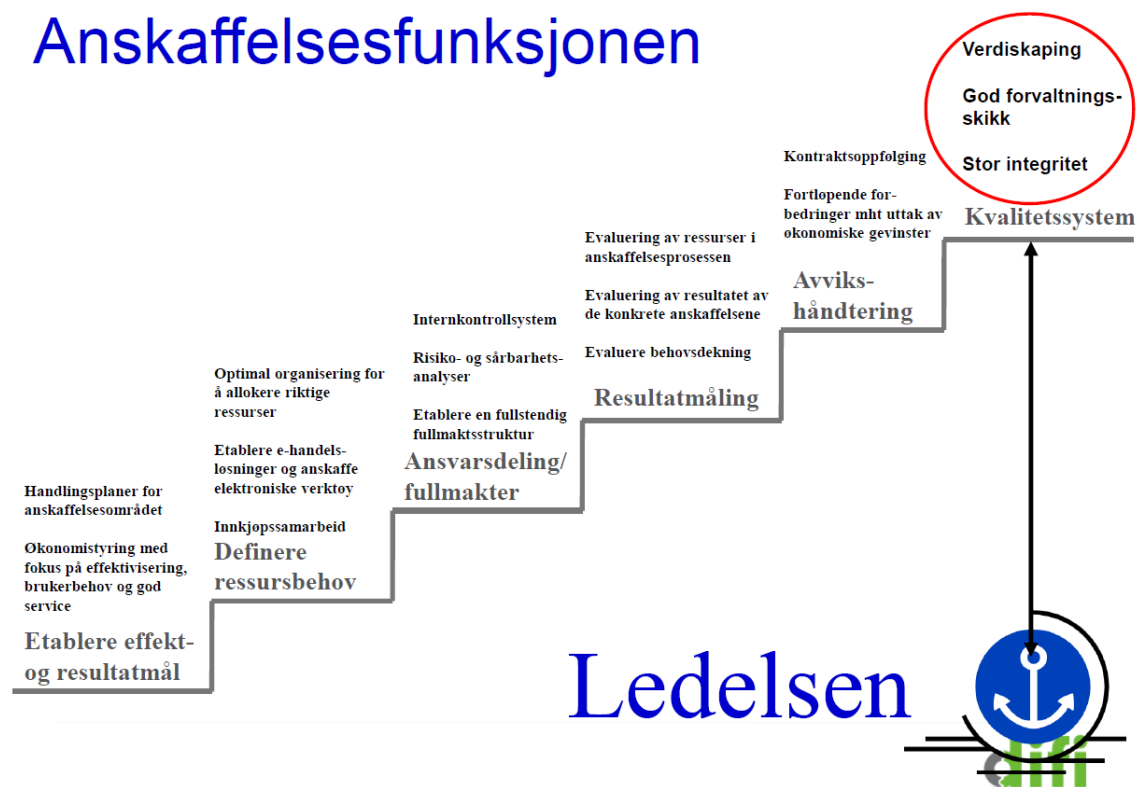 Anskaffelsesfunksjonen
Handlingsplaner for
anskaffelsesområdet
Økonomistyring med
fokus på effektivisering,
brukerbehov og god
service
Etablere effekt-
og resultatmål
Optimal organisering for
å allokere riktige
ressurser
Etablere e-handels-
løsninger og anskaffe
elektroniske verktøy
Innkjøpssamarbeid
Definere
ressursbehov
Internkontrollsystem
Risiko- og sårbarhets-
analyser
Etablere en fullstendig
fullmaktsstruktur
Ansvarsdeling/
fullmakter
Evaluering av ressurser i
anskaffelsesprosessen
Evaluering av resultatet av
de konkrete anskaffelsene
Evaluere behovsdekning
Resultatmåling
Kontraktsoppfølging
Fortløpende for-
bedringer mht uttak av
økonomiske gevinster
Avviks-
håndtering
Verdiskaping
God forvaltnings-
skikk
Stor integritet
Kvalitetssystem
Ledelsen
difi